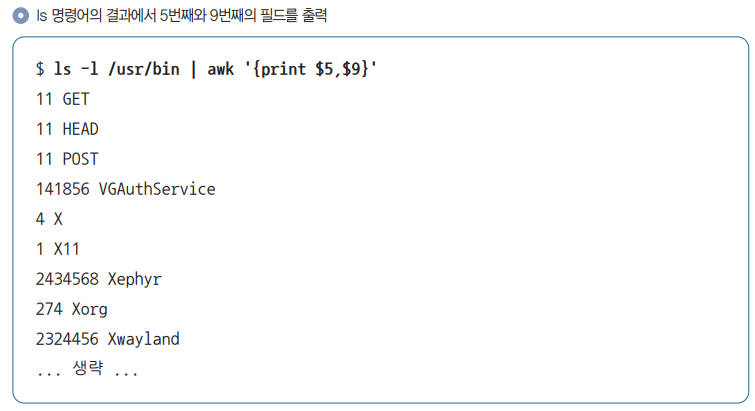 ls 명령어의 결과에서 5번째와 9번째의 필드를 출력
$ ls -l /usr/bin | awk '{print $5,$9}'
11 GET
11 HEAD
11 POST
141856 VGAuthService
4 X
1 X11
2434568 Xephyr
274 Xorg
2324456 Xwayland
... 생략 ...